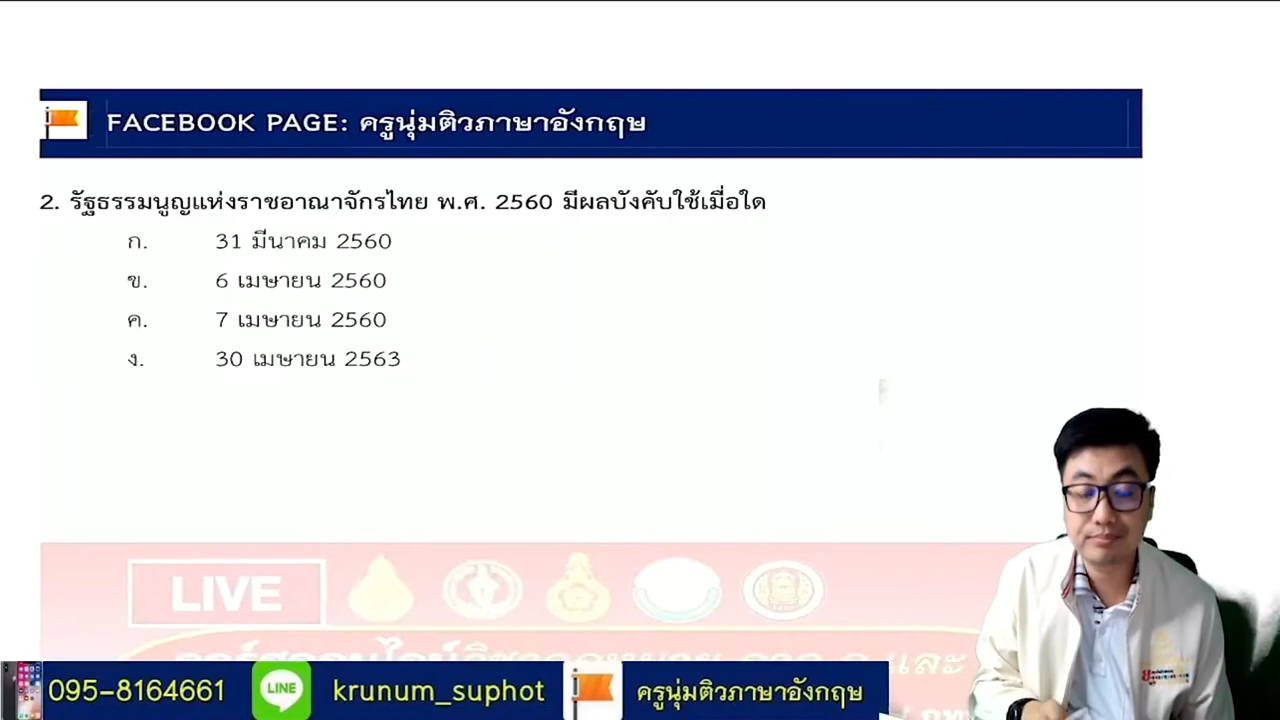 FACEBOOK PAGE: ครูนุ่มติวภาษาอังกฤษ
2. รัฐธรรมนูญแห่งราชอาณาจักรไทย พ.ศ. 2560 มีผลบังคับใช้เมื่อใด
ก. 31 มีนาคม 2560
ข. 6 เมษายน 2560
ค. 7 เมษายน 2560
ง. 30 เมษายน 2563
LIVE
และ
095-8164661 LINE krunum_suphot ครูนุ่มติวภาษาอังกฤษ